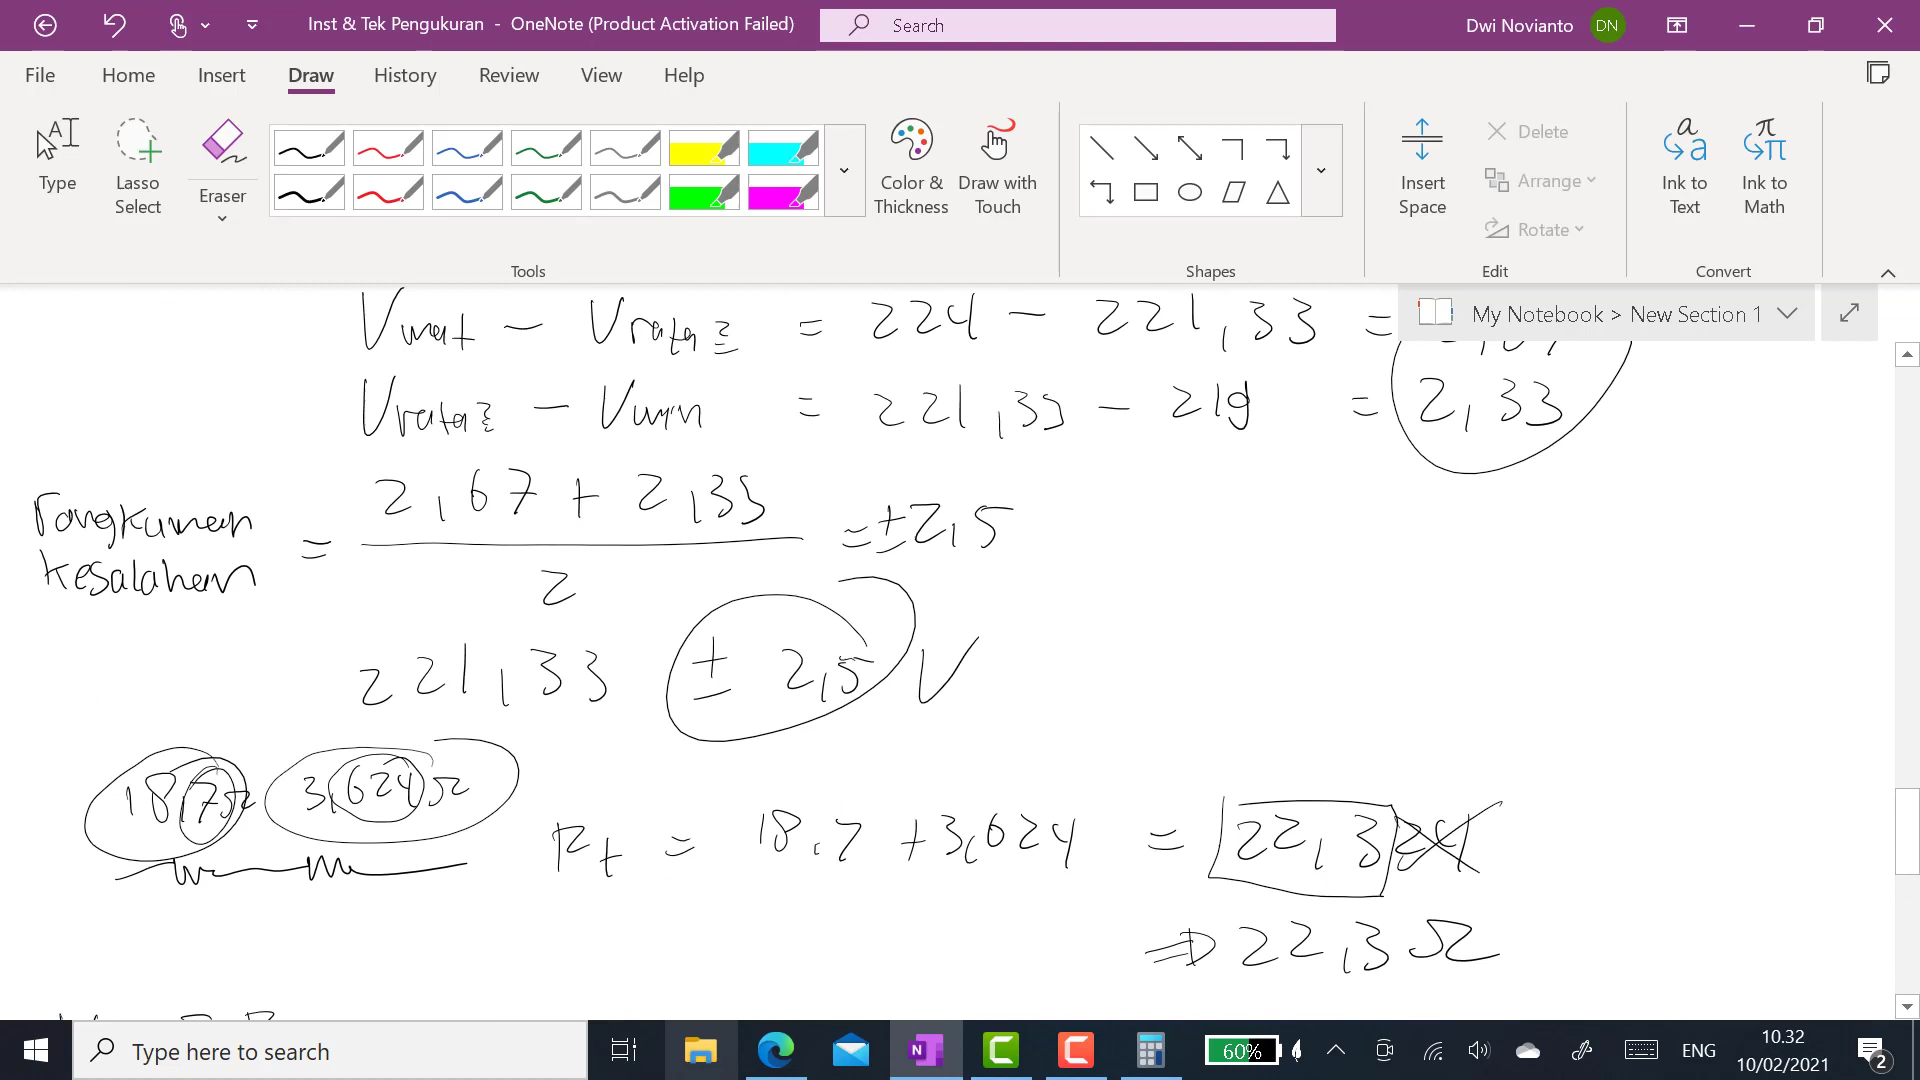 Inst & Tek Pengukuran - OneNote (Product Activation Failed)
Search
Dwi Novianto DN
File Home Insert Draw History Review View Help
Type
Lasso Select
Eraser
Color & Thickness
Draw with Touch
Insert Space
Delete
Arrange
Rotate
Ink to Text
Ink to Math
Tools Shapes Edit Convert
My Notebook > New Section 1
Vmat - Vrata2 = 224 - 221,33 =
Vrata2 - Vmin = 221,33 - 219 = 2,33
rangkuman kesalahan = 2,67 + 2,33 / 2 = ± 2,5
221,33 ± 2,5 V
18,7Ω 3,624Ω
Rt = 18.7 + 3,624 = 22,324
⇒ 22,3 Ω
Type here to search
60%
ENG
10.32
10/02/2021
2